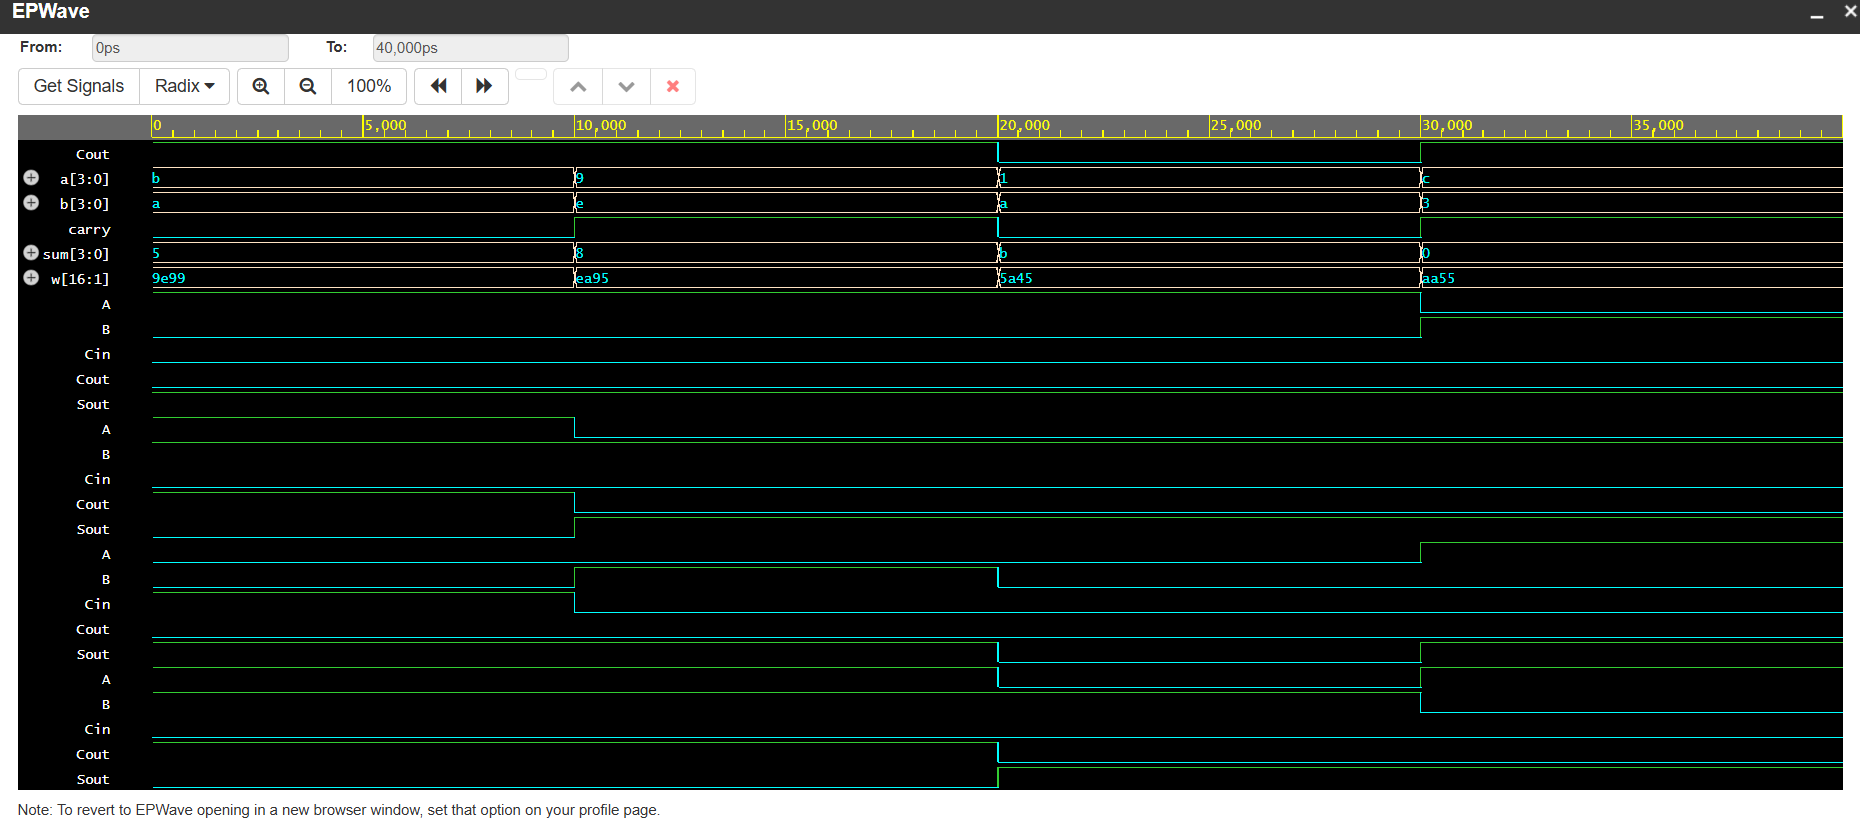 EPWave
From: 0ps To: 40,000ps
Get Signals Radix 100%
0 5,000 10,000 15,000 20,000 25,000 30,000 35,000
Cout
a[3:0] b 9 1 c
b[3:0] a e a 3
carry
sum[3:0] 5 8 b 0
w[16:1] 9e99 ea95 5a45 aa55
A
B
Cin
Cout
Sout
A
B
Cin
Cout
Sout
A
B
Cin
Cout
Sout
A
B
Cin
Cout
Sout
Note: To revert to EPWave opening in a new browser window, set that option on your profile page.